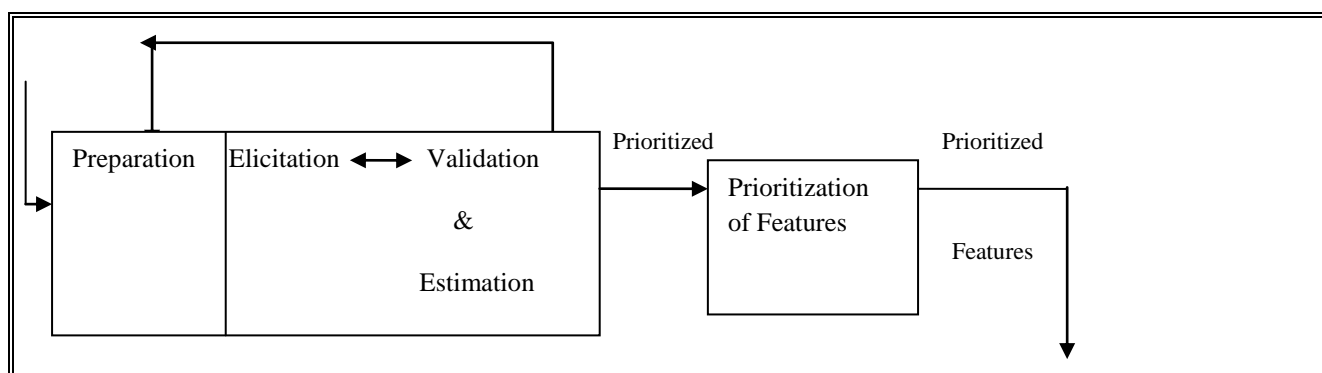 Prioritized
Prioritized
Preparation
Elicitation
Validation
&
Estimation
Prioritization
of Features
Features